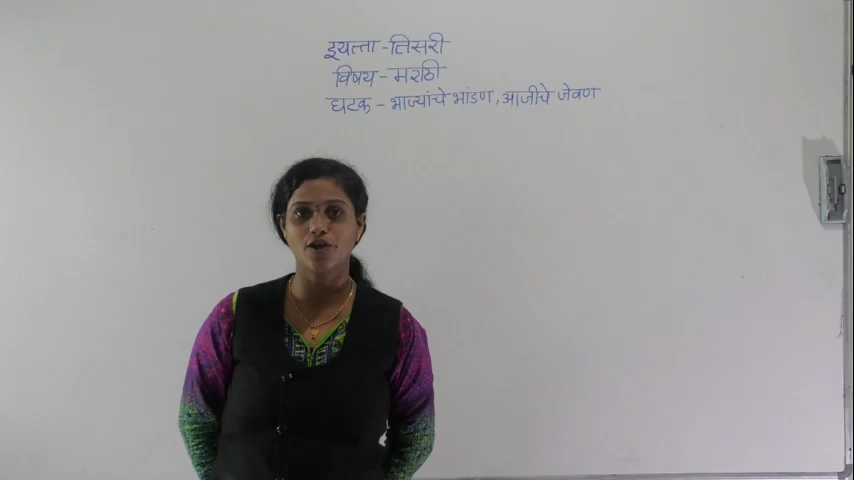 इयत्ता - तिसरी
विषय - मराठी
घटक - भाज्यांचे भांडण, आजीचे जेवण